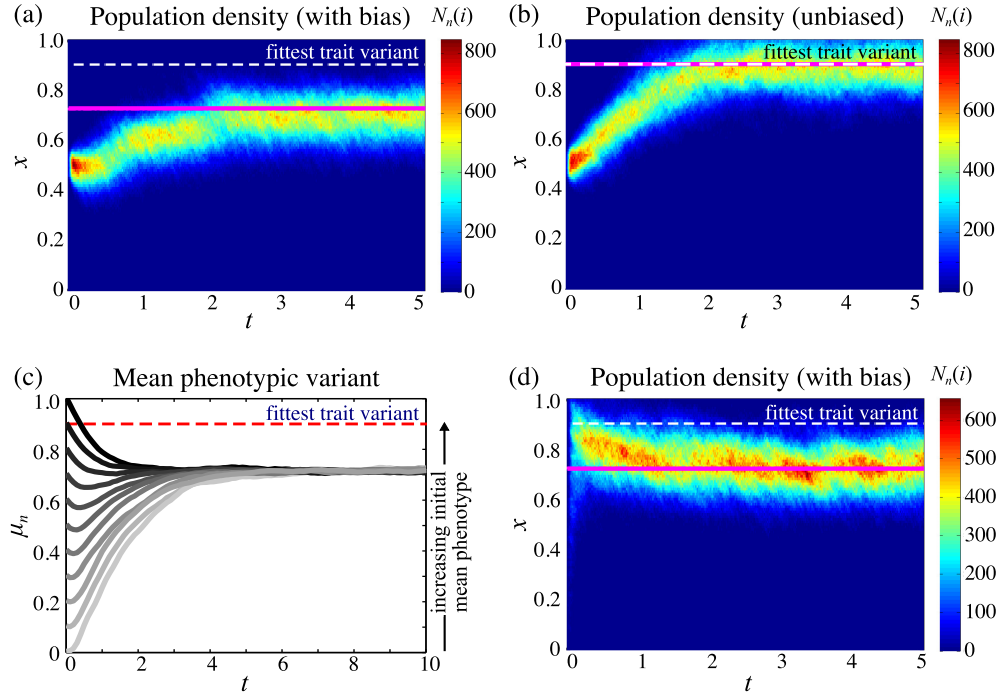 (a) Population density (with bias) Nₙ(i)
fittest trait variant
1.0
0.8
0.6
0.4
0.2
0
x
0 1 2 3 4 5
t
800
600
400
200
0
(b) Population density (unbiased) Nₙ(i)
fittest trait variant
1.0
0.8
0.6
0.4
0.2
0
x
0 1 2 3 4 5
t
800
600
400
200
0
(c) Mean phenotypic variant
fittest trait variant
1.0
0.8
0.6
0.4
0.2
0
μₙ
0 2 4 6 8 10
t
increasing initial
mean phenotype
(d) Population density (with bias) Nₙ(i)
fittest trait variant
1.0
0.8
0.6
0.4
0.2
0
x
0 1 2 3 4 5
t
600
500
400
300
200
100
0